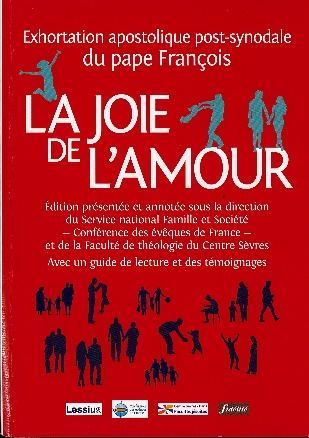 Exhortation apostolique post-synodale
du pape François
LA JOIE
DE L'AMOUR
Édition présentée et annotée sous la direction
du Service national Famille et Société
– Conférence des évêques de France –
et de la Faculté de théologie du Centre Sèvres
Avec un guide de lecture et des témoignages
Lessius
fidélité